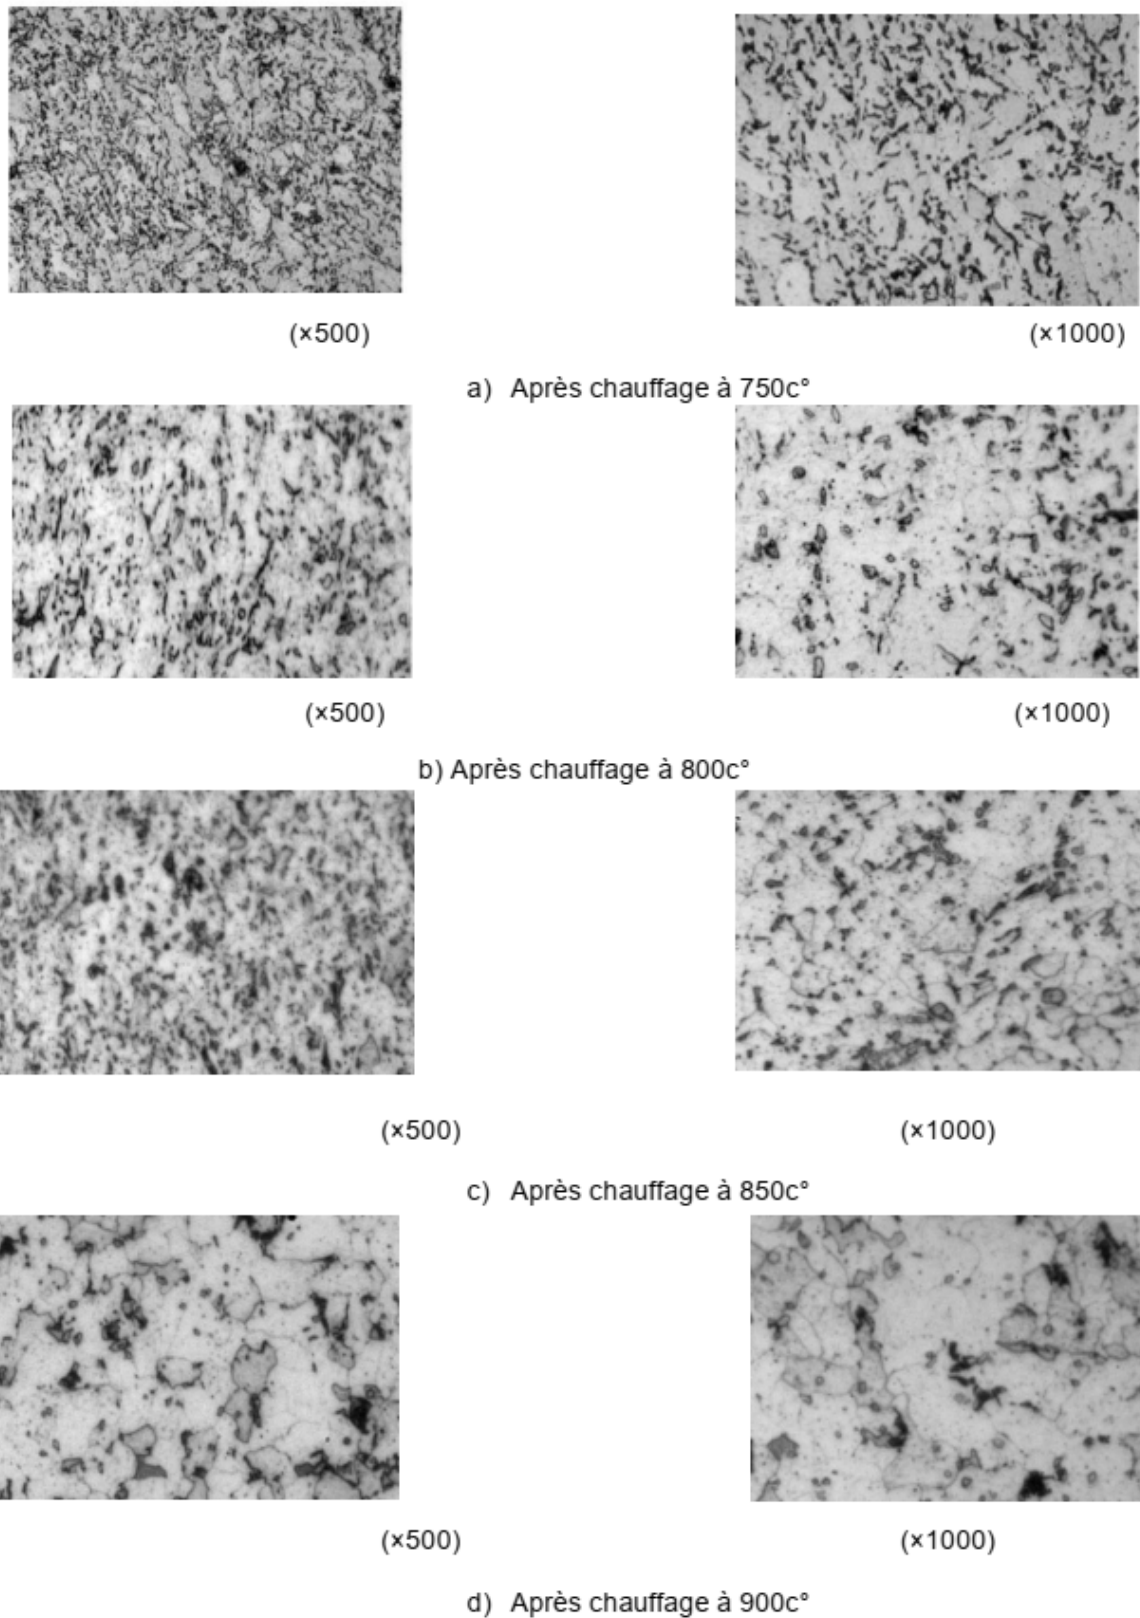 (×500)
(×1000)
a) Après chauffage à 750c°
(×500)
(×1000)
b) Après chauffage à 800c°
(×500)
(×1000)
c) Après chauffage à 850c°
(×500)
(×1000)
d) Après chauffage à 900c°